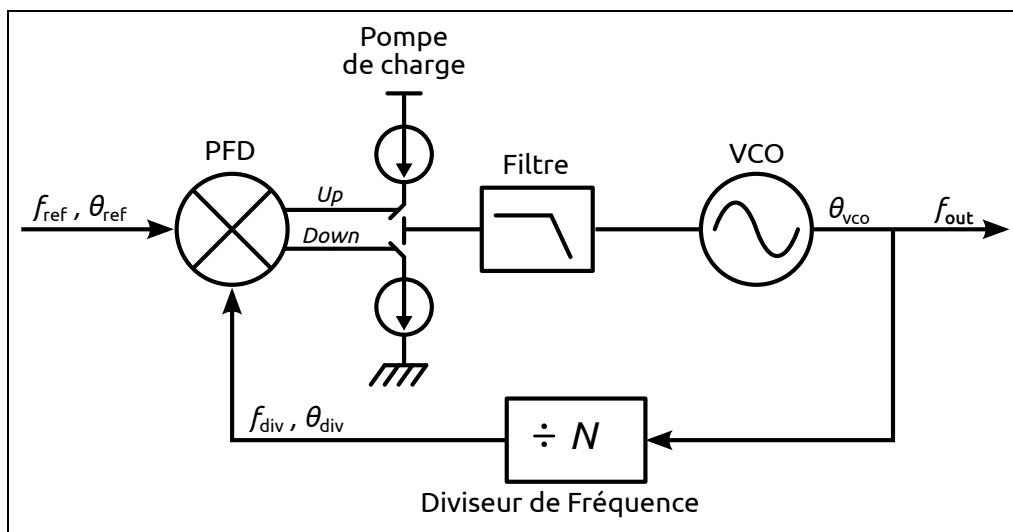 Pompe
de charge
PFD
Filtre
VCO
Up
Down
f_ref , θ_ref
θ_vco
f_out
f_div , θ_div
÷ N
Diviseur de Fréquence